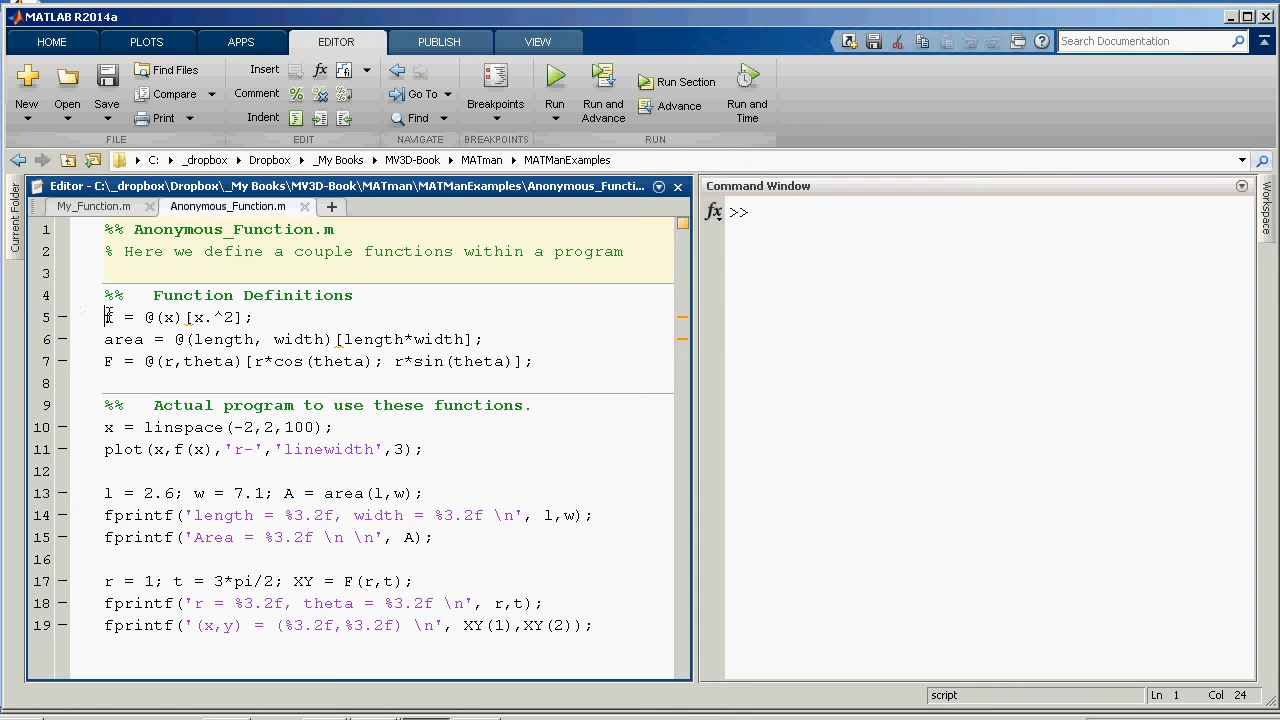 MATLAB R2014a
HOME PLOTS APPS EDITOR PUBLISH VIEW Search Documentation
New Open Save Find Files Compare Print Insert Comment Indent fx Go To Find Breakpoints Run Run and Advance Run Section Advance Run and Time
FILE EDIT NAVIGATE BREAKPOINTS RUN
C: _dropbox Dropbox _My Books MV3D-Book MATman MATManExamples
Current Folder
Editor - C:\_dropbox\Dropbox\_My Books\MV3D-Book\MATman\MATManExamples\Anonymous_Functi...
My_Function.m Anonymous_Function.m
1 %% Anonymous_Function.m
2 % Here we define a couple functions within a program
3
4 %% Function Definitions
5 f = @(x)[x.^2];
6 area = @(length, width)[length*width];
7 F = @(r,theta)[r*cos(theta); r*sin(theta)];
8
9 %% Actual program to use these functions.
10 x = linspace(-2,2,100);
11 plot(x,f(x),'r-','linewidth',3);
12
13 l = 2.6; w = 7.1; A = area(l,w);
14 fprintf('length = %3.2f, width = %3.2f \n', l,w);
15 fprintf('Area = %3.2f \n \n', A);
16
17 r = 1; t = 3*pi/2; XY = F(r,t);
18 fprintf('r = %3.2f, theta = %3.2f \n', r,t);
19 fprintf('(x,y) = (%3.2f,%3.2f) \n', XY(1),XY(2));
Command Window
fx >>
Workspace
script Ln 1 Col 24